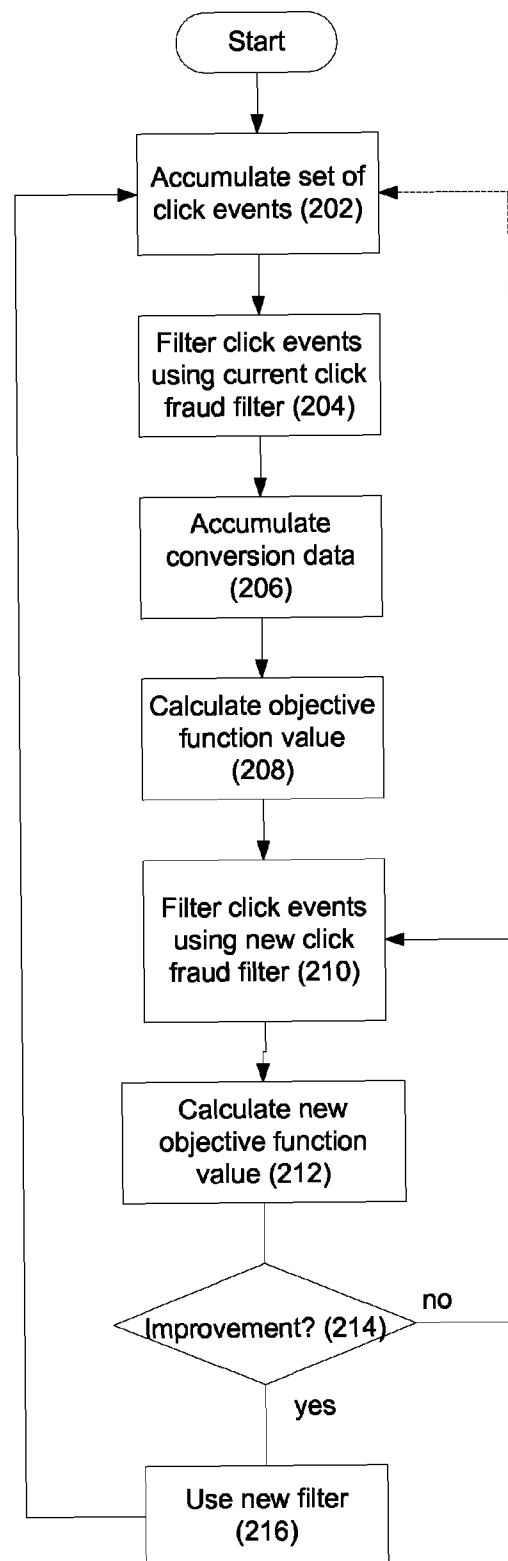 Start
Accumulate set of
click events (202)
Filter click events
using current click
fraud filter (204)
Accumulate
conversion data
(206)
Calculate objective
function value
(208)
Filter click events
using new click
fraud filter (210)
Calculate new
objective function
value (212)
Improvement? (214)
no
yes
Use new filter
(216)